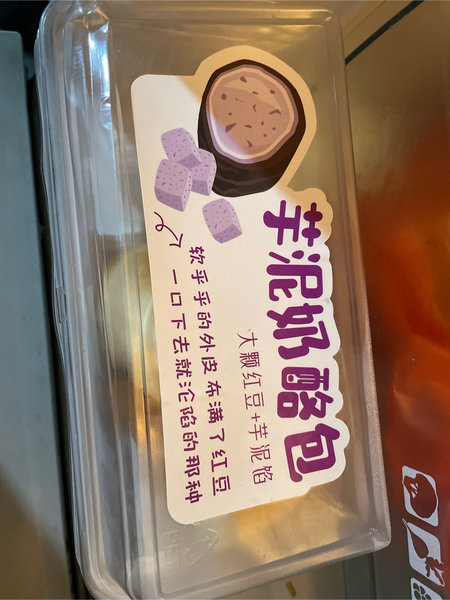 芋泥奶酪包
大颗红豆+芋泥馅
软乎乎的外皮布满了红豆
一口下去就沦陷的那种